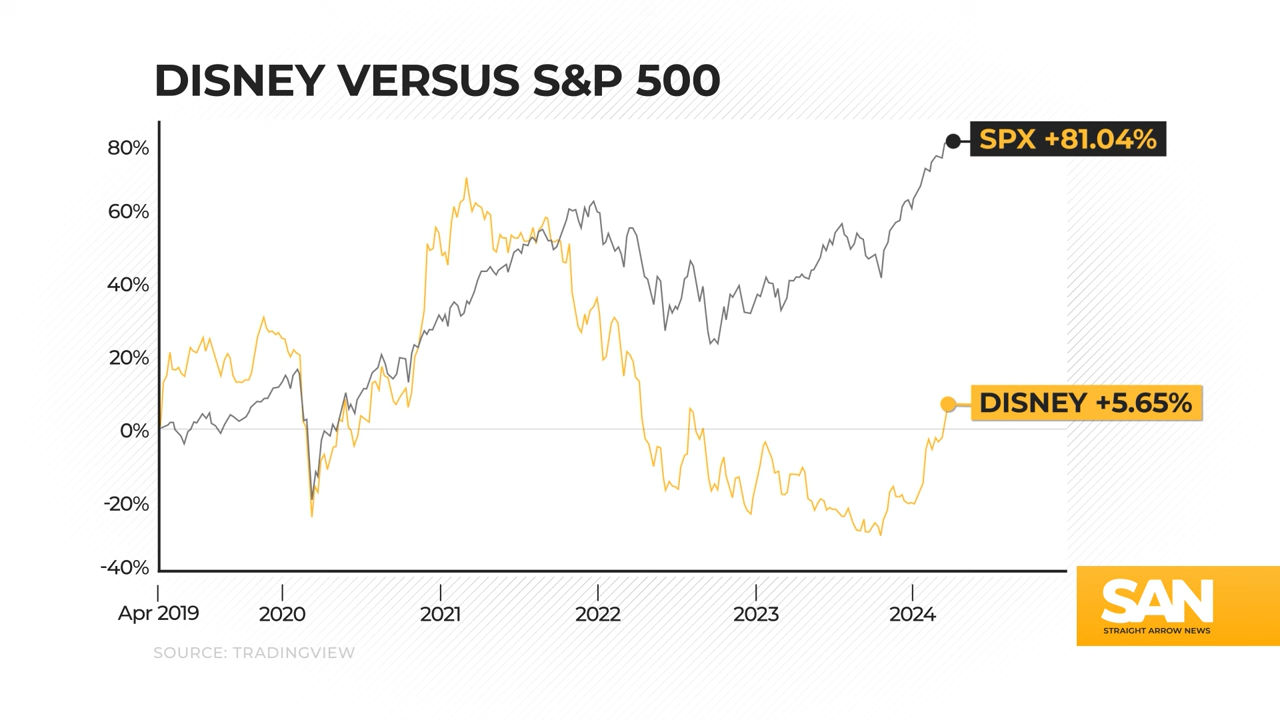 DISNEY VERSUS S&P 500
80%
60%
40%
20%
0%
-20%
-40%
SPX +81.04%
DISNEY +5.65%
Apr 2019 2020 2021 2022 2023 2024
SOURCE: TRADINGVIEW
SAN
STRAIGHT ARROW NEWS